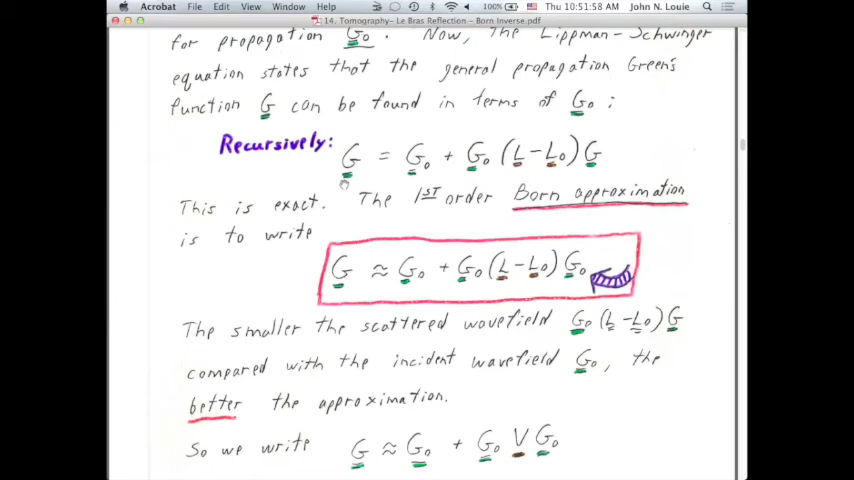 Acrobat File Edit View Window Help 100% Thu 10:51:58 AM John N. Louie
14. Tomography- Le Bras Reflection - Born Inverse.pdf
for propagation G₀. Now, the Lippman-Schwinger
equation states that the general propagation Green's
function G can be found in terms of G₀:
Recursively: G = G₀ + G₀ (L-L₀) G
This is exact. The 1ST order Born approximation
is to write
G ≈ G₀ + G₀ (L-L₀) G₀
The smaller the scattered wavefield G₀ (L-L₀) G
compared with the incident wavefield G₀, the
better the approximation.
So we write G ≈ G₀ + G₀ V G₀